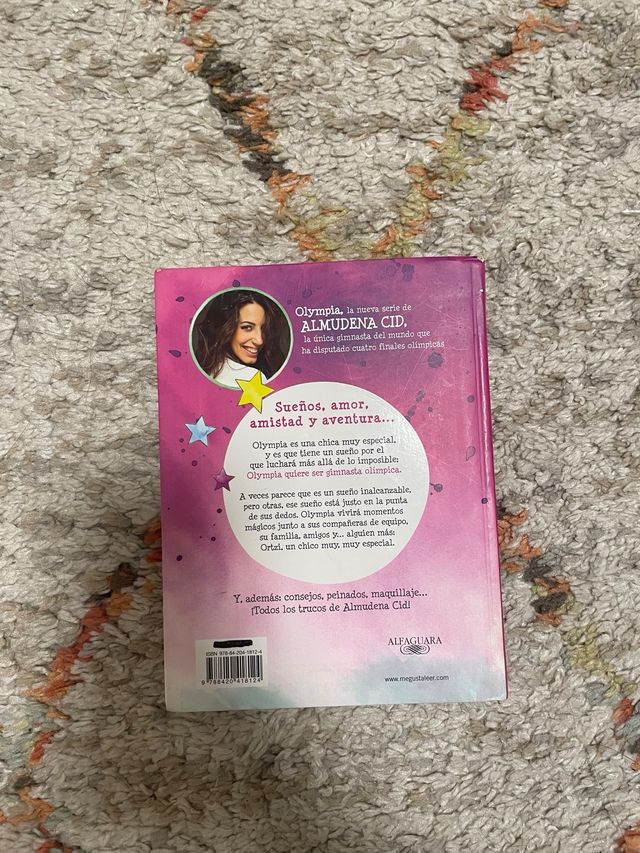 Olympia, la nueva serie de
ALMUDENA CID,
la única gimnasta del mundo que
ha disputado cuatro finales olímpicas
Sueños, amor,
amistad y aventura...
Olympia es una chica muy especial,
y es que tiene un sueño por el
que luchará más allá de lo imposible:
Olympia quiere ser gimnasta olímpica.
A veces parece que es un sueño inalcanzable,
pero otras, ese sueño está justo en la punta
de sus dedos. Olympia vivirá momentos
mágicos junto a sus compañeras de equipo,
su familia, amigos y... alguien más:
Ortzi, un chico muy, muy especial.
Y, además: consejos, peinados, maquillaje...
¡Todos los trucos de Almudena Cid!
ISBN 978-84-204-1812-4
9 788420 418124
ALFAGUARA
www.megustaleer.com